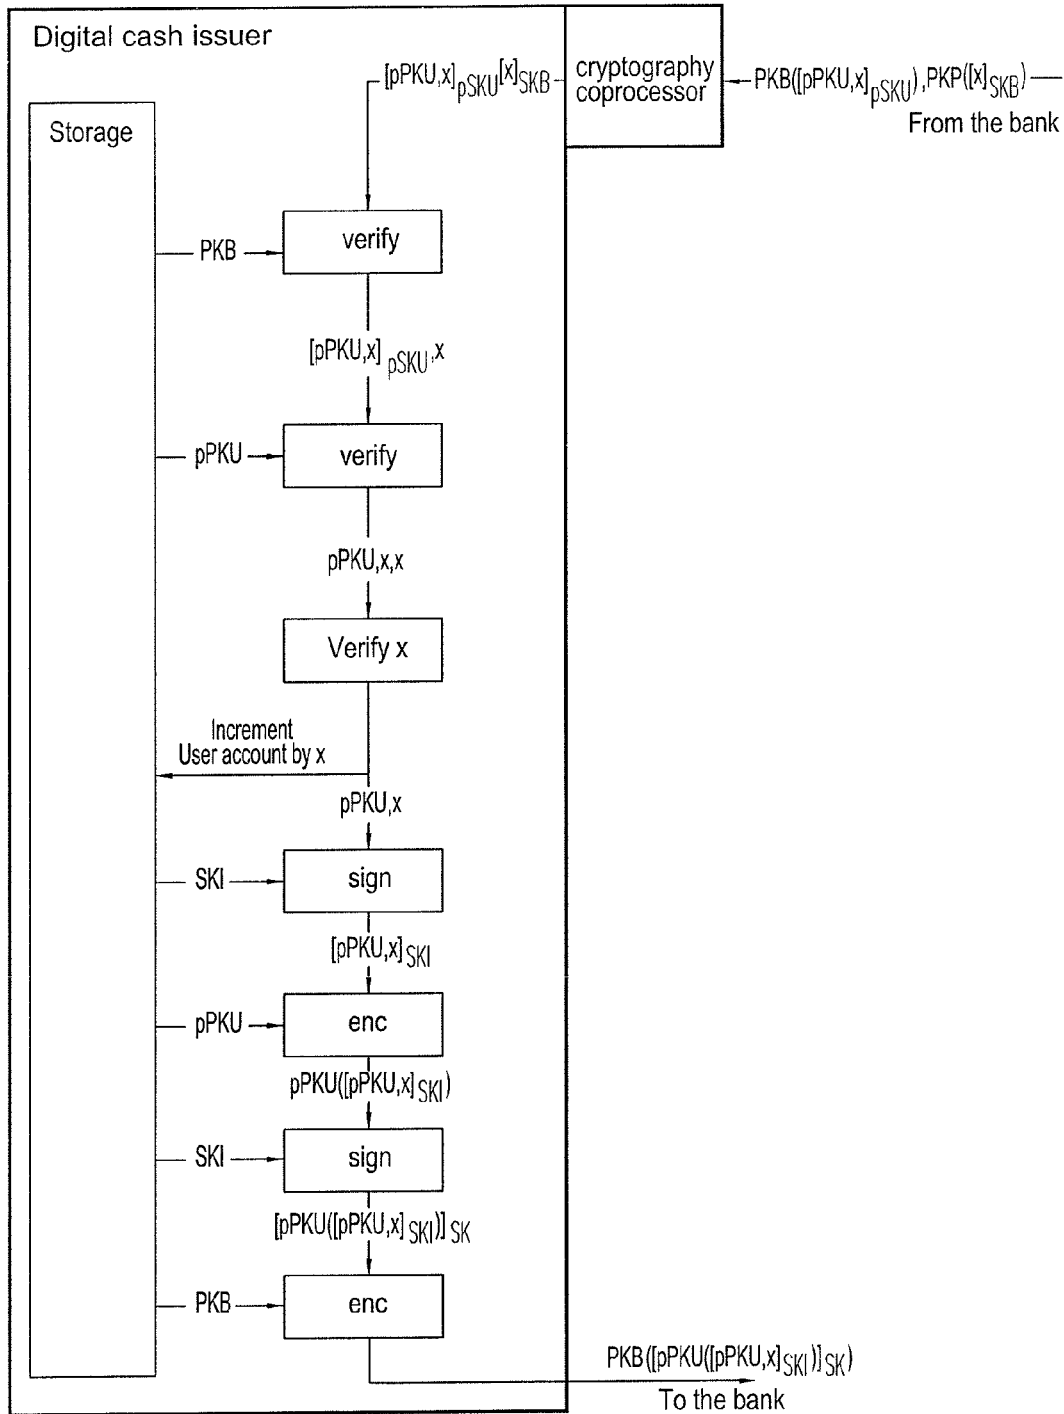 Digital cash issuer
[pPKU,x]pSKU[x]SKB
cryptography
coprocessor
PKB([pPKU,x]pSKU),PKP([x]SKB)
From the bank
Storage
verify
PKB
[pPKU,x]pSKU,x
pPKU
verify
pPKU,x,x
Verify x
Increment
User account by x
pPKU,x
SKI
sign
[pPKU,x]SKI
pPKU
enc
pPKU([pPKU,x]SKI)
SKI
sign
[pPKU([pPKU,x]SKI)]SK
PKB
enc
PKB([pPKU([pPKU,x]SKI)]SK)
To the bank